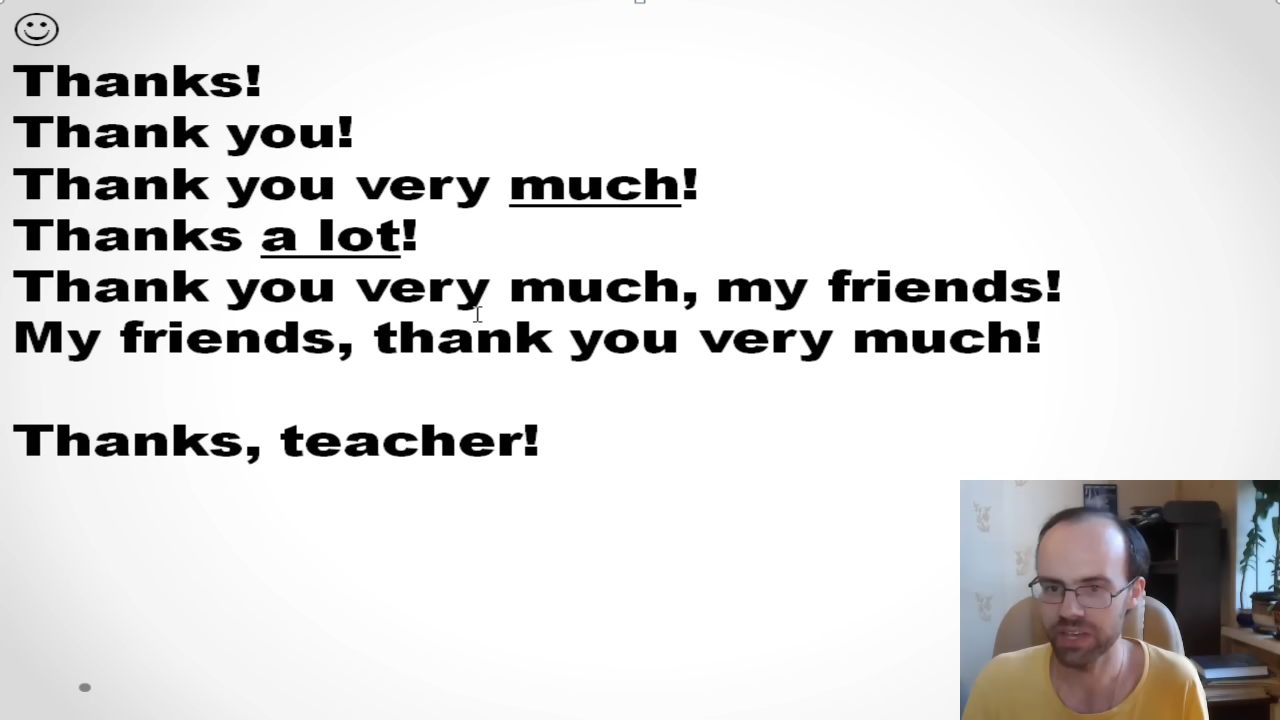 Thanks!
Thank you!
Thank you very much!
Thanks a lot!
Thank you very much, my friends!
My friends, thank you very much!
Thanks, teacher!